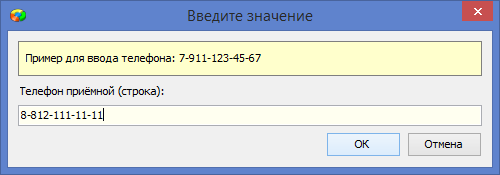 Введите значение
Пример для ввода телефона: 7-911-123-45-67
Телефон приёмной (строка):
8-812-111-11-11
ОК
Отмена